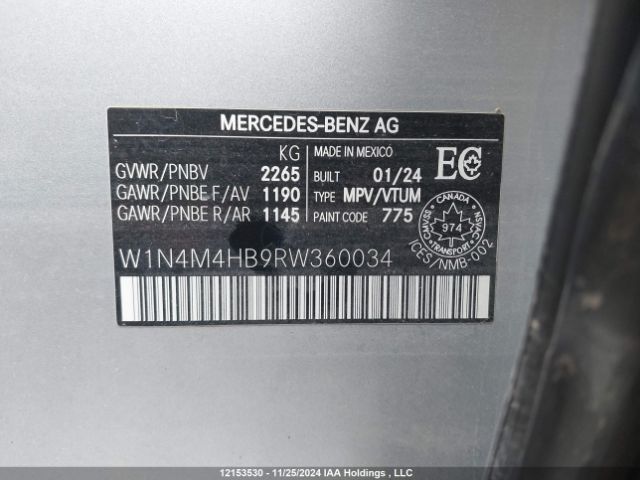 MERCEDES-BENZ AG
KG
GVWR/PNBV 2265
GAWR/PNBE F/AV 1190
GAWR/PNBE R/AR 1145
MADE IN MEXICO
BUILT 01/24
TYPE MPV/VTUM
PAINT CODE 775
EC
CANADA
CMVSS 974 NSVAC
ICES/NMB-002
W1N4M4HB9RW360034
12153530 - 11/25/2024 IAA Holdings , LLC